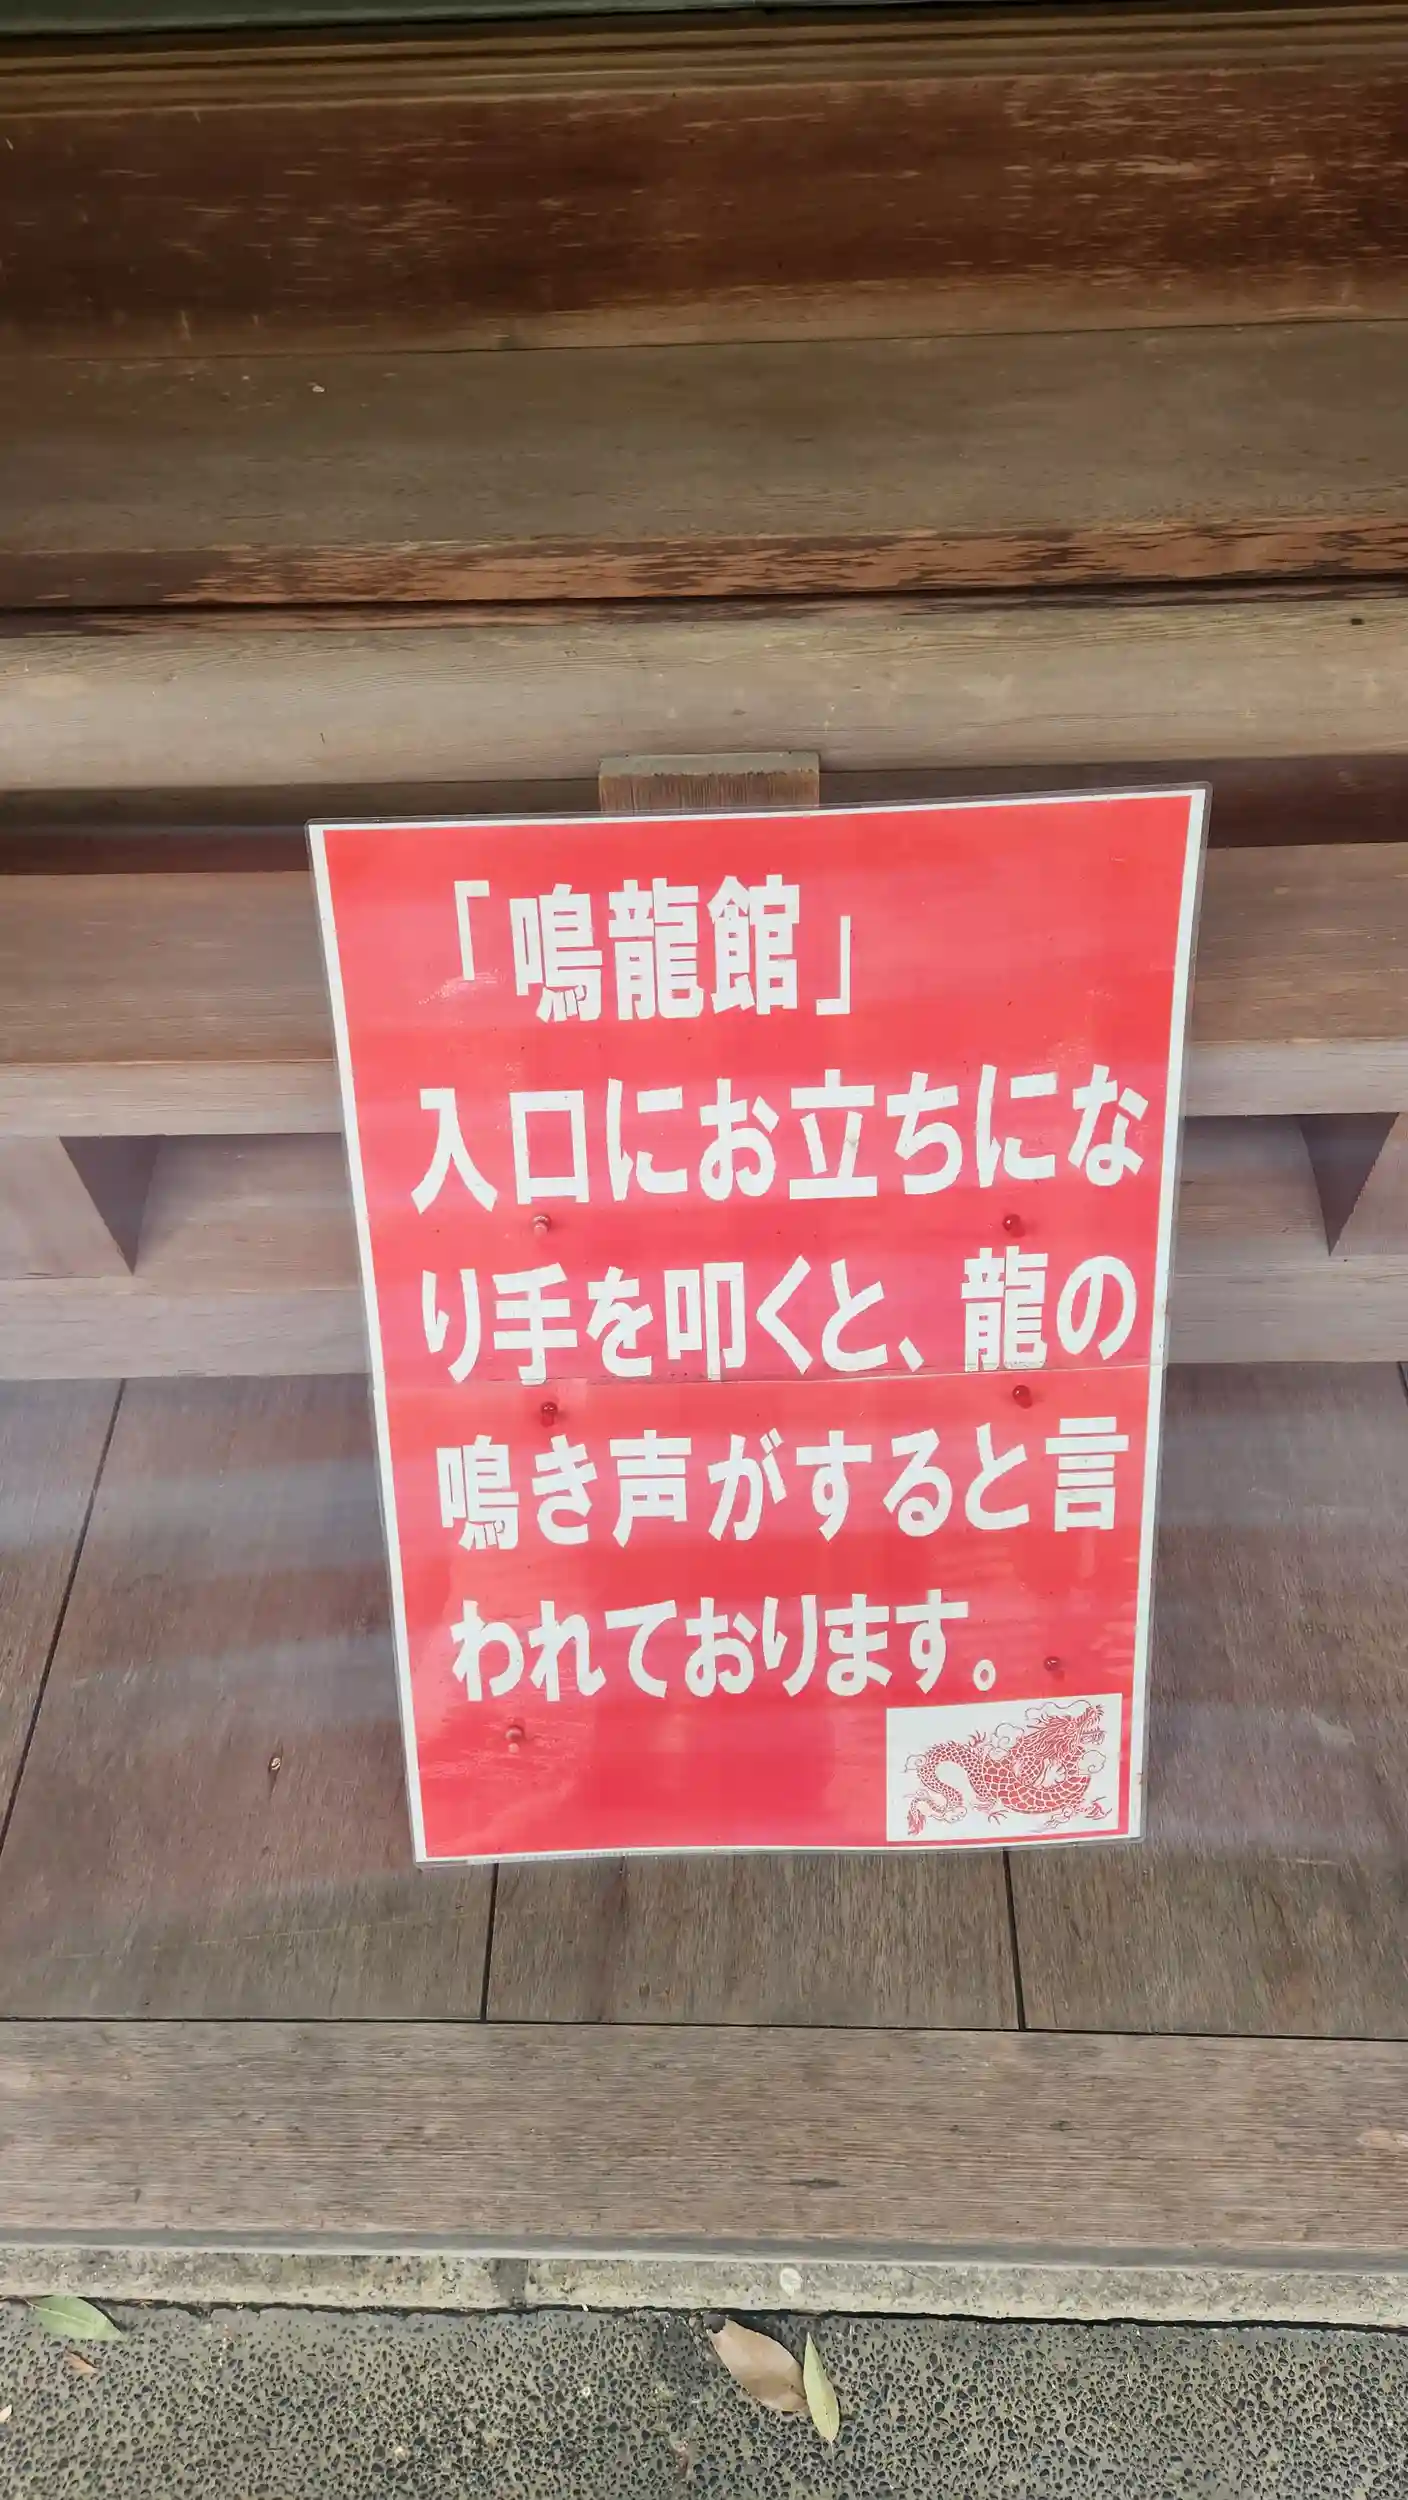 「鳴龍館」
入口にお立ちにな
り手を叩くと、龍の
鳴き声がすると言
われております。